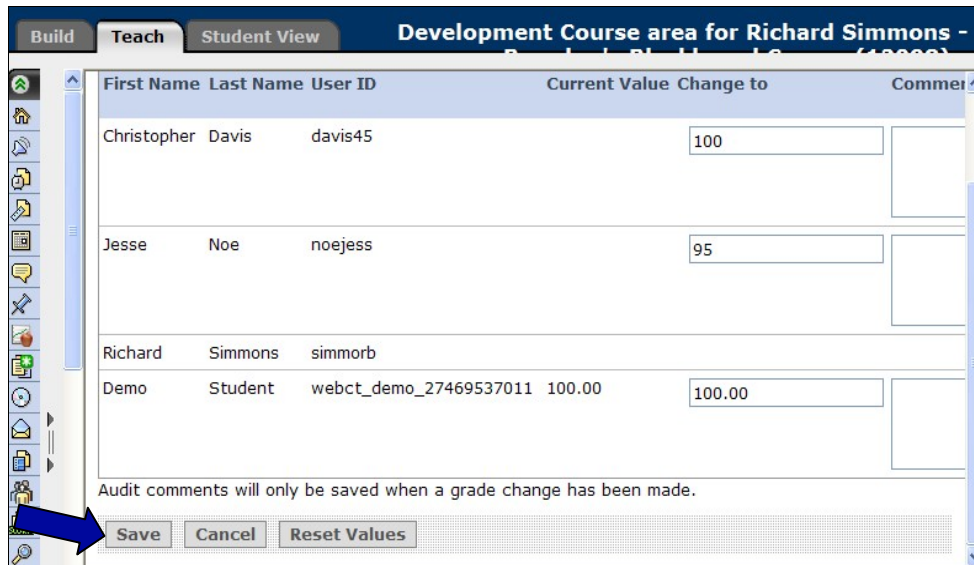 Build Teach Student View Development Course area for Richard Simmons -
First Name Last Name User ID Current Value Change to
Christopher Davis davis45 100
Jesse Noe noejess 95
Richard Simmons simmorb
Demo Student webct_demo_27469537011 100.00 100.00
Audit comments will only be saved when a grade change has been made.
Save Cancel Reset Values